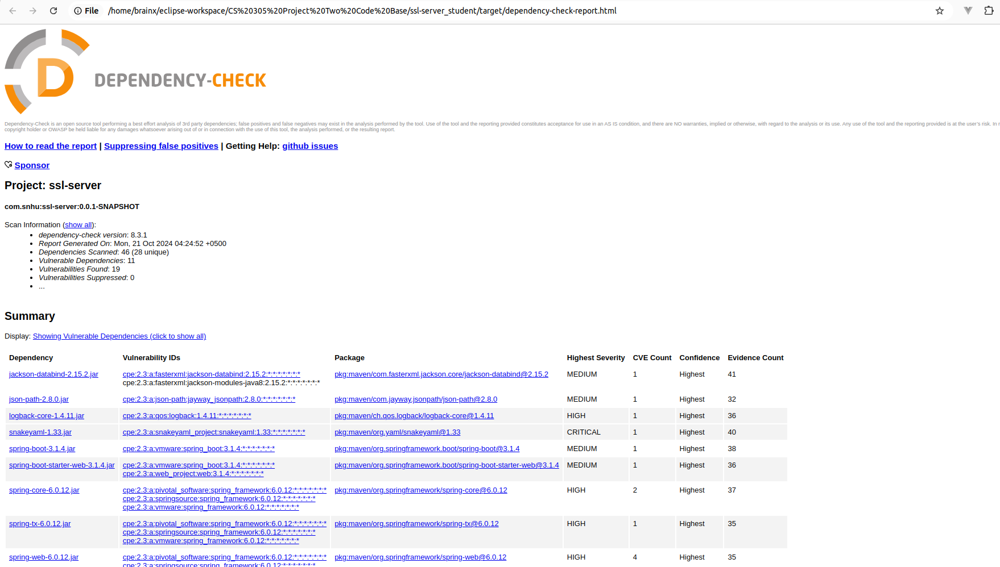 File /home/brainx/eclipse-workspace/CS%20305%20Project%20Two%20Code%20Base/ssl-server_student/target/dependency-check-report.html
D DEPENDENCY-CHECK
Dependency-Check is an open source tool performing a best effort analysis of 3rd party dependencies; false positives and false negatives may exist in the analysis performed by the tool. Use of the tool and the reporting provided constitutes acceptance for use in an AS IS condition, and there are NO warranties, implied or otherwise, with regard to the analysis or its use. Any use of the tool and the reporting provided is at the user's risk. In
copyright holder or OWASP be held liable for any damages whatsoever arising out of or in connection with the use of this tool, the analysis performed, or the resulting report.
How to read the report | Suppressing false positives | Getting Help: github issues
Sponsor
Project: ssl-server
com.snhu:ssl-server:0.0.1-SNAPSHOT
Scan Information (show all):
• dependency-check version: 8.3.1
• Report Generated On: Mon, 21 Oct 2024 04:24:52 +0500
• Dependencies Scanned: 46 (28 unique)
• Vulnerable Dependencies: 11
• Vulnerabilities Found: 19
• Vulnerabilities Suppressed: 0
• ...
Summary
Display: Showing Vulnerable Dependencies (click to show all)
Dependency Vulnerability IDs Package Highest Severity CVE Count Confidence Evidence Count
jackson-databind-2.15.2.jar cpe:2.3:a:fasterxml:jackson-databind:2.15.2:*:*:*:*:*:*:* pkg:maven/com.fasterxml.jackson.core/jackson-databind@2.15.2 MEDIUM 1 Highest 41
cpe:2.3:a:fasterxml:jackson-modules-java8:2.15.2:*:*:*:*:*:*:*
json-path-2.8.0.jar cpe:2.3:a:json-path:jayway_jsonpath:2.8.0:*:*:*:*:*:*:* pkg:maven/com.jayway.jsonpath/json-path@2.8.0 MEDIUM 1 Highest 32
logback-core-1.4.11.jar cpe:2.3:a:qos:logback:1.4.11:*:*:*:*:*:*:* pkg:maven/ch.qos.logback/logback-core@1.4.11 HIGH 1 Highest 36
snakeyaml-1.33.jar cpe:2.3:a:snakeyaml_project:snakeyaml:1.33:*:*:*:*:*:*:* pkg:maven/org.yaml/snakeyaml@1.33 CRITICAL 1 Highest 40
spring-boot-3.1.4.jar cpe:2.3:a:vmware:spring_boot:3.1.4:*:*:*:*:*:*:* pkg:maven/org.springframework.boot/spring-boot@3.1.4 MEDIUM 1 Highest 38
spring-boot-starter-web-3.1.4.jar cpe:2.3:a:vmware:spring_boot:3.1.4:*:*:*:*:*:*:* pkg:maven/org.springframework.boot/spring-boot-starter-web@3.1.4 MEDIUM 1 Highest 36
cpe:2.3:a:web_project:web:3.1.4:*:*:*:*:*:*:*
spring-core-6.0.12.jar cpe:2.3:a:pivotal_software:spring_framework:6.0.12:*:*:*:*:*:*:* pkg:maven/org.springframework/spring-core@6.0.12 HIGH 2 Highest 37
cpe:2.3:a:springsource:spring_framework:6.0.12:*:*:*:*:*:*:*
cpe:2.3:a:vmware:spring_framework:6.0.12:*:*:*:*:*:*:*
spring-tx-6.0.12.jar cpe:2.3:a:pivotal_software:spring_framework:6.0.12:*:*:*:*:*:*:* pkg:maven/org.springframework/spring-tx@6.0.12 HIGH 1 Highest 35
cpe:2.3:a:springsource:spring_framework:6.0.12:*:*:*:*:*:*:*
cpe:2.3:a:vmware:spring_framework:6.0.12:*:*:*:*:*:*:*
spring-web-6.0.12.jar cpe:2.3:a:pivotal_software:spring_framework:6.0.12:*:*:*:*:*:*:* pkg:maven/org.springframework/spring-web@6.0.12 HIGH 4 Highest 35
cpe:2.3:a:springsource:spring_framework:6.0.12:*:*:*:*:*:*:*